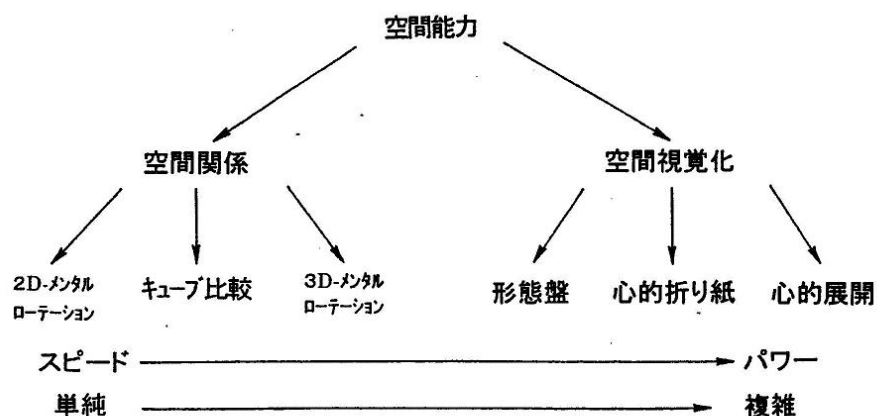 空間能力
空間関係
空間視覚化
2D-メンタル
ローテーション
キューブ比較
3D-メンタル
ローテーション
形態盤
心的折り紙
心的展開
スピード
パワー
単純
複雑